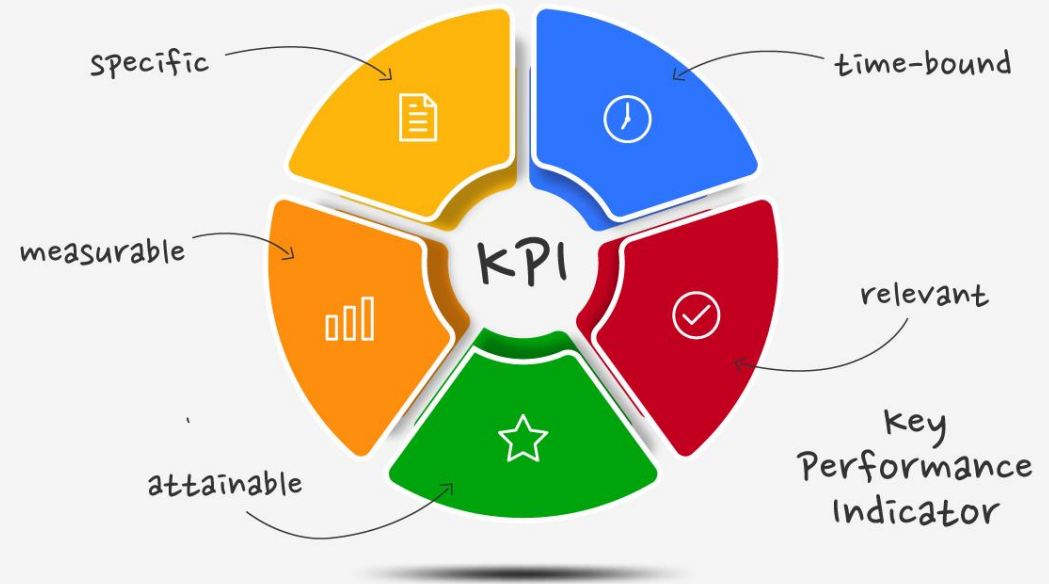 specific
time-bound
measurable
KPI
relevant
attainable
Key
Performance
Indicator